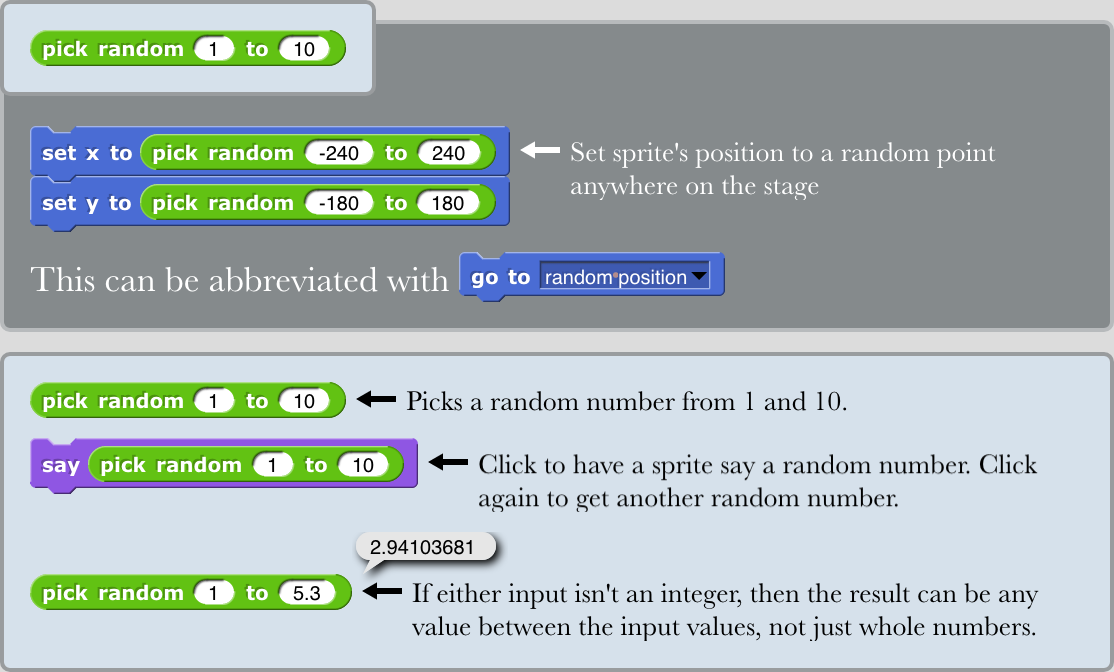 pick random 1 to 10
set x to pick random -240 to 240
Set sprite's position to a random point
anywhere on the stage
set y to pick random -180 to 180
This can be abbreviated with go to random position
pick random 1 to 10
Picks a random number from 1 and 10.
say pick random 1 to 10
Click to have a sprite say a random number. Click
again to get another random number.
2.94103681
pick random 1 to 5.3
If either input isn't an integer, then the result can be any
value between the input values, not just whole numbers.